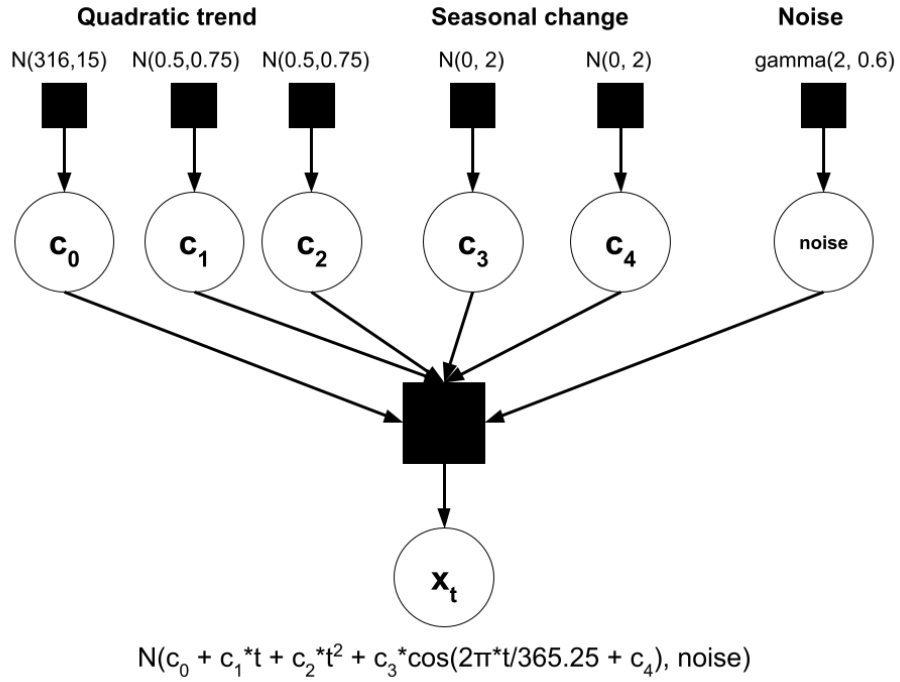 Quadratic trend Seasonal change Noise
N(316,15) N(0.5,0.75) N(0.5,0.75) N(0, 2) N(0, 2) gamma(2, 0.6)
c₀ c₁ c₂ c₃ c₄ noise
xₜ
N(c₀ + c₁*t + c₂*t² + c₃*cos(2π*t/365.25 + c₄), noise)